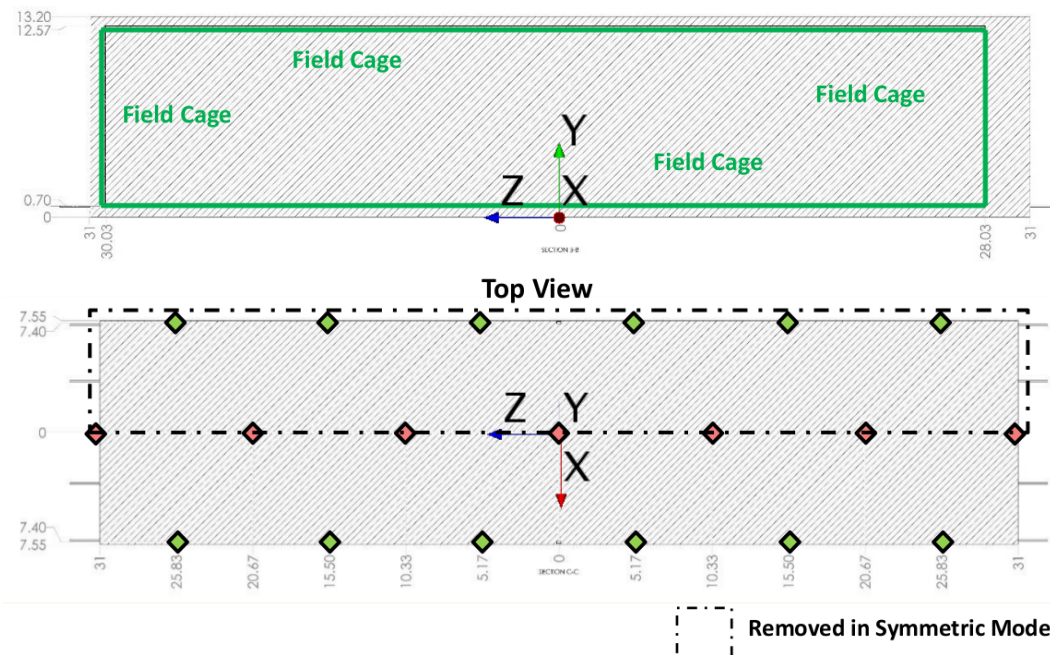 13.20
12.57
Field Cage
Field Cage
Field Cage
Field Cage
Y
Z X
0.70
0
31
30.03
0
28.03
31
Top View
7.55
7.40
Z Y
0
X
7.40
7.55
31
25.83
20.67
15.50
10.33
5.17
0
5.17
10.33
15.50
20.67
25.83
31
SECTION C-C
Removed in Symmetric Mode